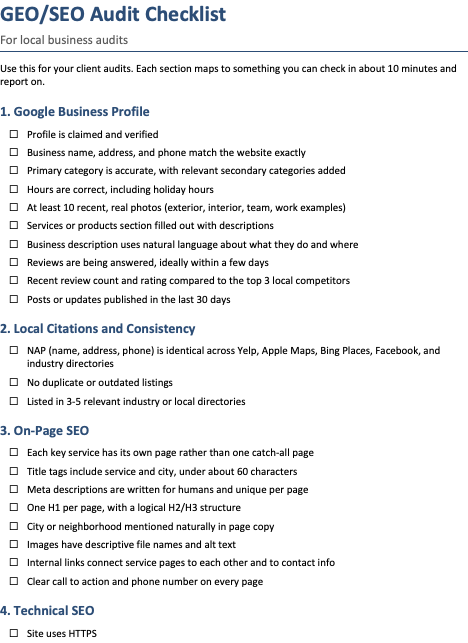 GEO/SEO Audit Checklist
For local business audits
Use this for your client audits. Each section maps to something you can check in about 10 minutes and
report on.
1. Google Business Profile
☐ Profile is claimed and verified
☐ Business name, address, and phone match the website exactly
☐ Primary category is accurate, with relevant secondary categories added
☐ Hours are correct, including holiday hours
☐ At least 10 recent, real photos (exterior, interior, team, work examples)
☐ Services or products section filled out with descriptions
☐ Business description uses natural language about what they do and where
☐ Reviews are being answered, ideally within a few days
☐ Recent review count and rating compared to the top 3 local competitors
☐ Posts or updates published in the last 30 days
2. Local Citations and Consistency
☐ NAP (name, address, phone) is identical across Yelp, Apple Maps, Bing Places, Facebook, and
industry directories
☐ No duplicate or outdated listings
☐ Listed in 3-5 relevant industry or local directories
3. On-Page SEO
☐ Each key service has its own page rather than one catch-all page
☐ Title tags include service and city, under about 60 characters
☐ Meta descriptions are written for humans and unique per page
☐ One H1 per page, with a logical H2/H3 structure
☐ City or neighborhood mentioned naturally in page copy
☐ Images have descriptive file names and alt text
☐ Internal links connect service pages to each other and to contact info
☐ Clear call to action and phone number on every page
4. Technical SEO
☐ Site uses HTTPS